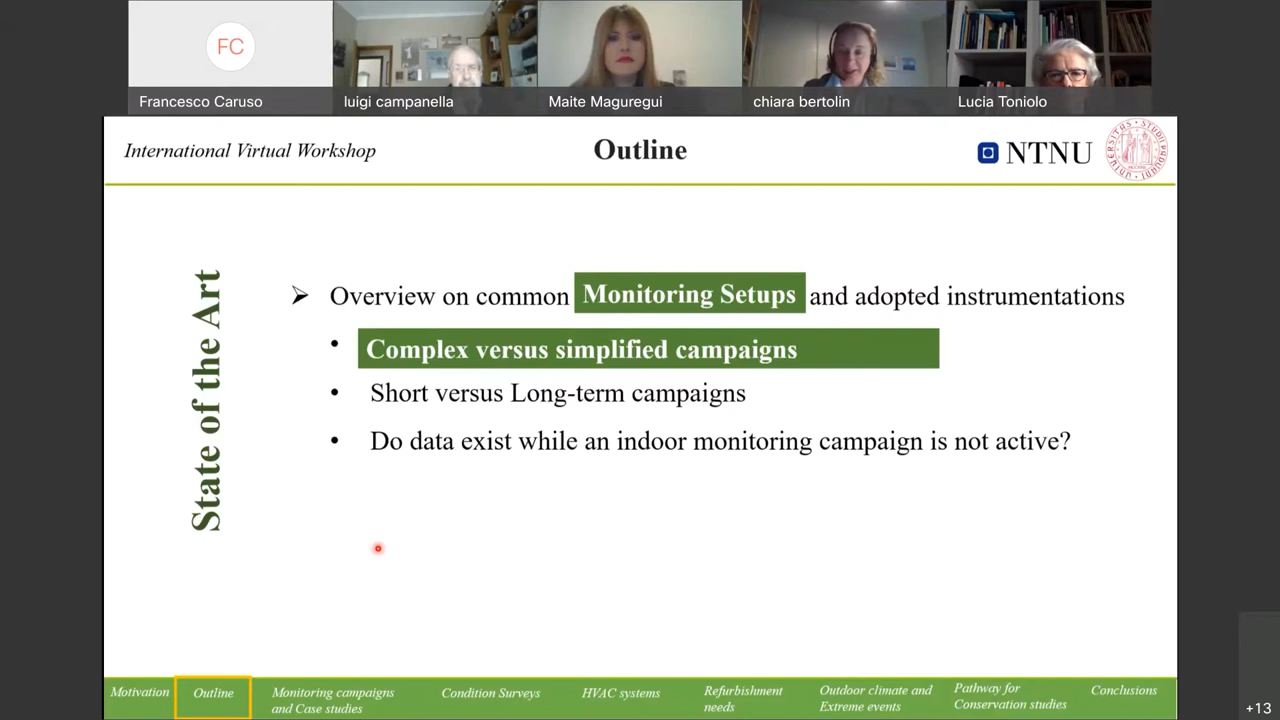 FC
Francesco Caruso
luigi campanella
Maite Maguregui
chiara bertolin
Lucia Toniolo
International Virtual Workshop
Outline
NTNU
State of the Art
Overview on common Monitoring Setups and adopted instrumentations
Complex versus simplified campaigns
Short versus Long-term campaigns
Do data exist while an indoor monitoring campaign is not active?
Motivation
Outline
Monitoring campaigns
and Case studies
Condition Surveys
HVAC systems
Refurbishment
needs
Outdoor climate and
Extreme events
Pathway for
Conservation studies
Conclusions
+13